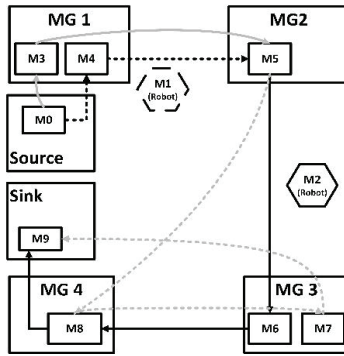 MG 1
MG2
M3
M4
M5
M1
(Robot)
M0
Source
Sink
M2
(Robot)
M9
MG 4
MG 3
M8
M6
M7